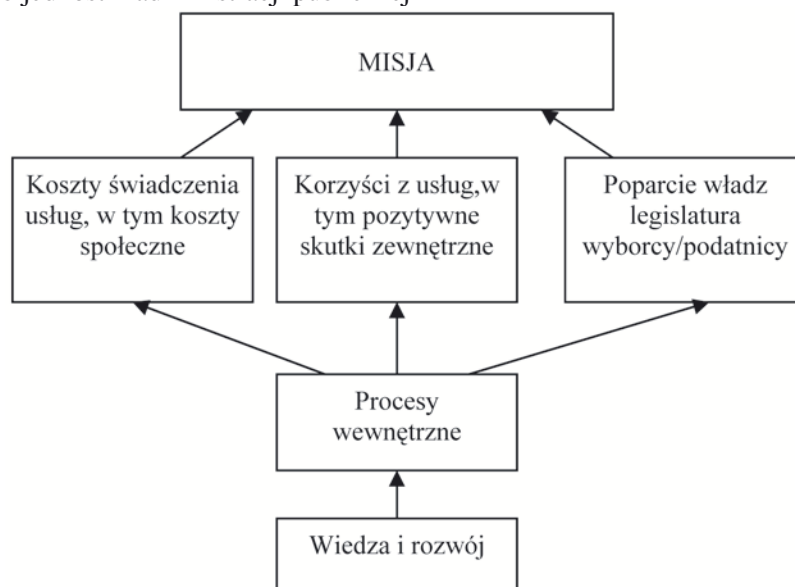 MISJA
Koszty świadczenia
usług, w tym koszty
społeczne
Korzyści z usług,w
tym pozytywne
skutki zewnętrzne
Poparcie władz
legislatura
wyborcy/podatnicy
Procesy
wewnętrzne
Wiedza i rozwój